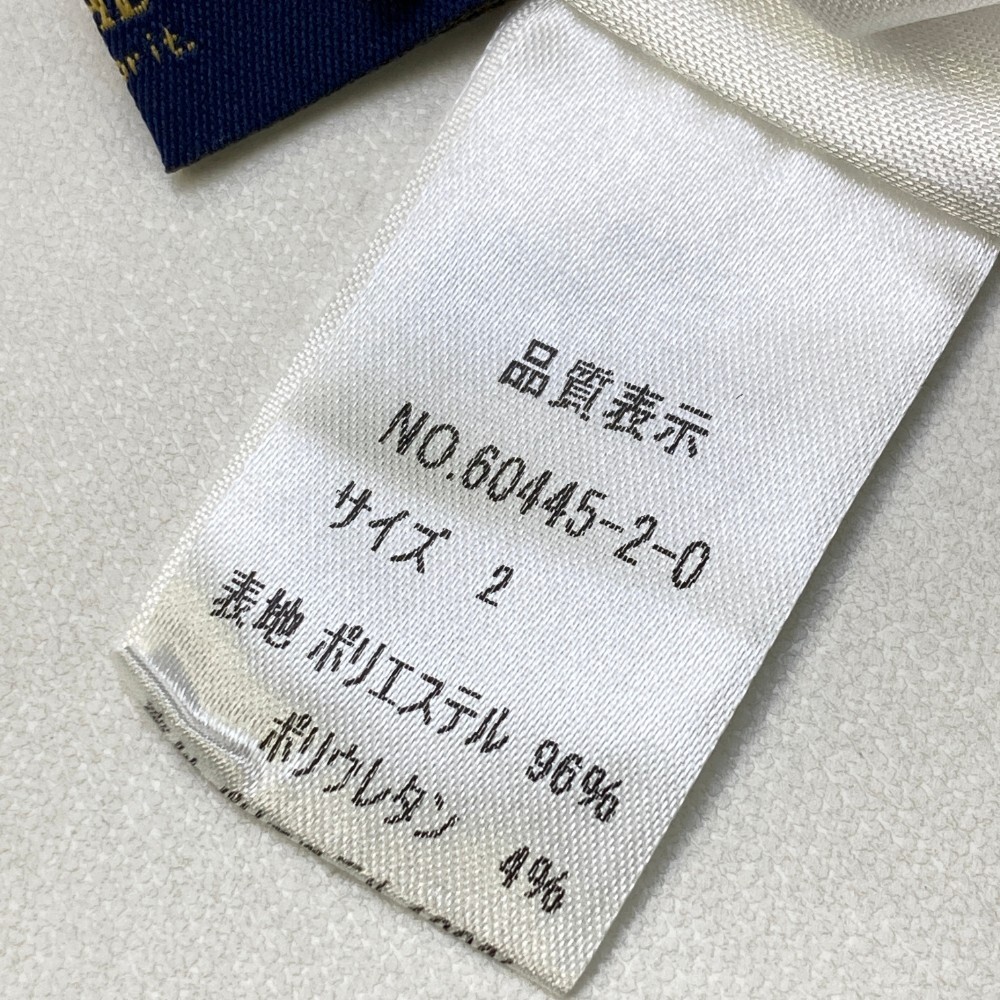 品質表示
NO.60445-2-0
サイズ 2
表地 ポリエステル 96%
ポリウレタン 4%